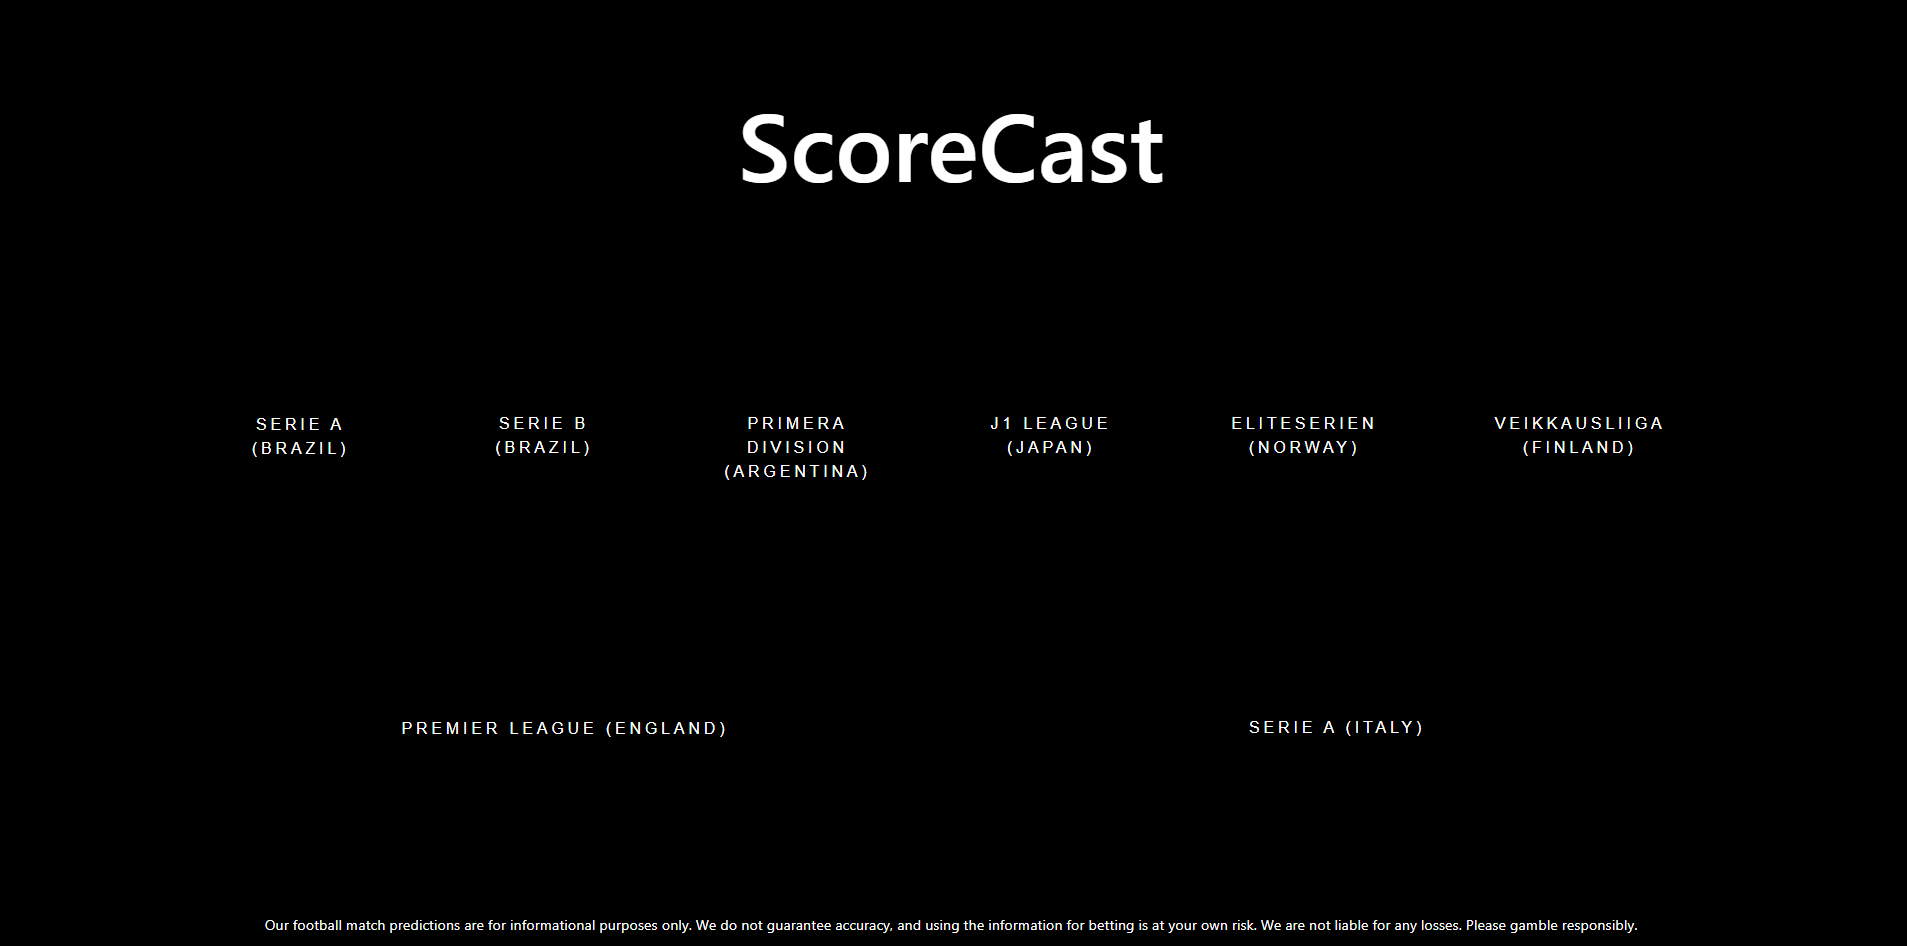 ScoreCast
SERIE A
(BRAZIL)
SERIE B
(BRAZIL)
PRIMERA
DIVISION
(ARGENTINA)
J1 LEAGUE
(JAPAN)
ELITESERIEN
(NORWAY)
VEIKKAUSLIIGA
(FINLAND)
PREMIER LEAGUE (ENGLAND)
SERIE A (ITALY)
Our football match predictions are for informational purposes only. We do not guarantee accuracy, and using the information for betting is at your own risk. We are not liable for any losses. Please gamble responsibly.